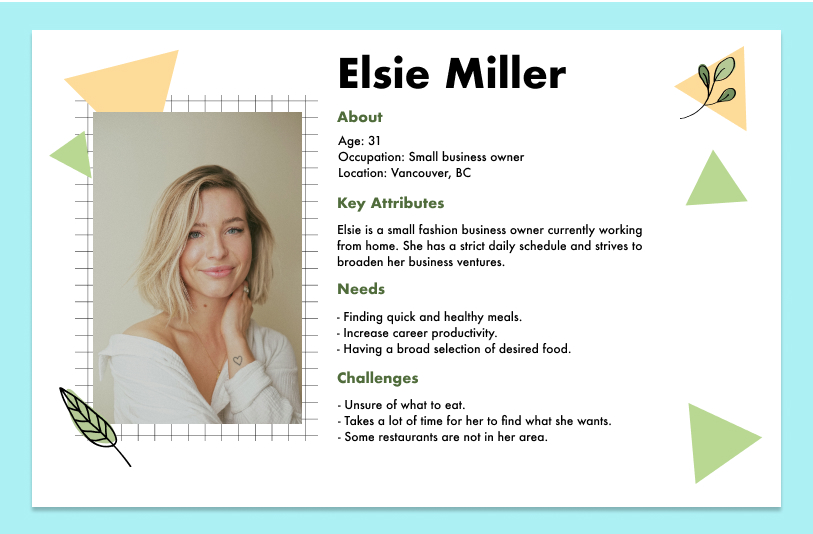 Elsie Miller
About
Age: 31
Occupation: Small business owner
Location: Vancouver, BC
Key Attributes
Elsie is a small fashion business owner currently working
from home. She has a strict daily schedule and strives to
broaden her business ventures.
Needs
- Finding quick and healthy meals.
- Increase career productivity.
- Having a broad selection of desired food.
Challenges
- Unsure of what to eat.
- Takes a lot of time for her to find what she wants.
- Some restaurants are not in her area.